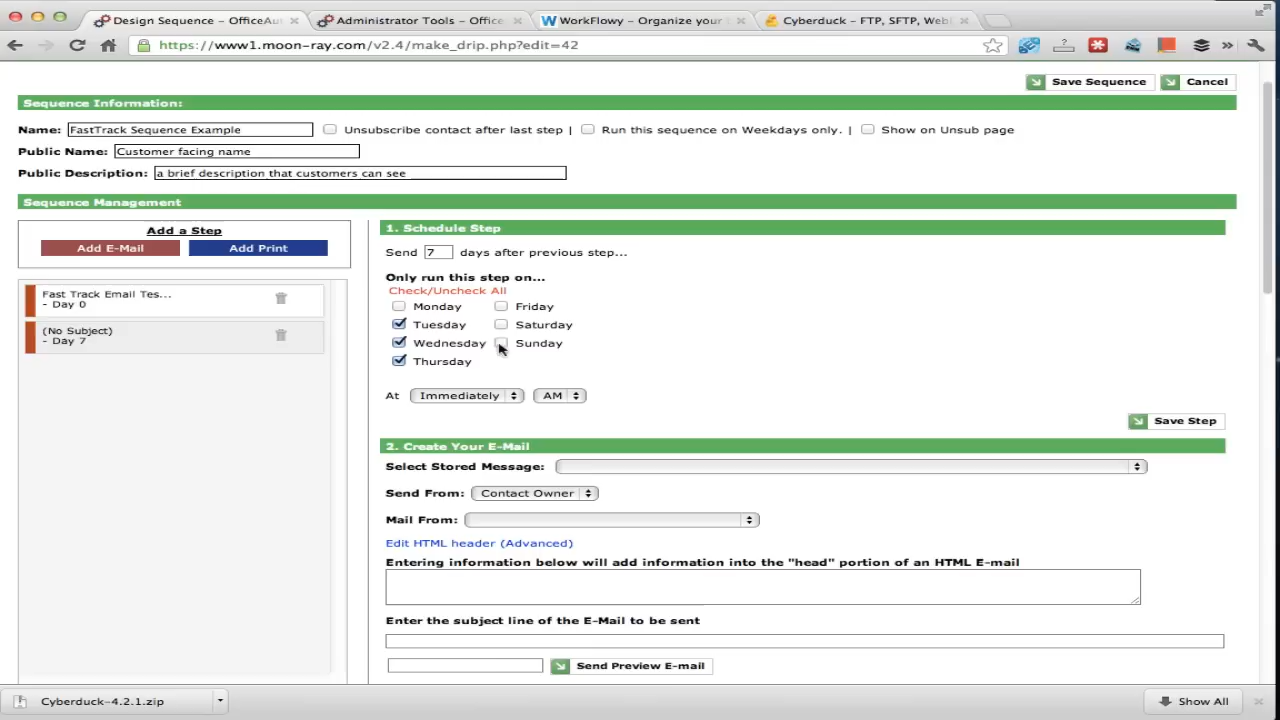 Design Sequence - OfficeAu
Administrator Tools - Office
WorkFlowy - Organize your
Cyberduck - FTP, SFTP, Web
https://www1.moon-ray.com/v2.4/make_drip.php?edit=42
Save Sequence Cancel
Sequence Information:
Name: FastTrack Sequence Example Unsubscribe contact after last step | Run this sequence on Weekdays only. | Show on Unsub page
Public Name: Customer facing name
Public Description: a brief description that customers can see
Sequence Management
Add a Step
Add E-Mail Add Print
Fast Track Email Tes...
- Day 0
(No Subject)
- Day 7
1. Schedule Step
Send 7 days after previous step...
Only run this step on...
Check/Uncheck All
Monday Friday
Tuesday Saturday
Wednesday Sunday
Thursday
At Immediately AM
Save Step
2. Create Your E-Mail
Select Stored Message:
Send From: Contact Owner
Mail From:
Edit HTML header (Advanced)
Entering information below will add information into the "head" portion of an HTML E-mail
Enter the subject line of the E-Mail to be sent
Send Preview E-mail
Cyberduck-4.2.1.zip
Show All